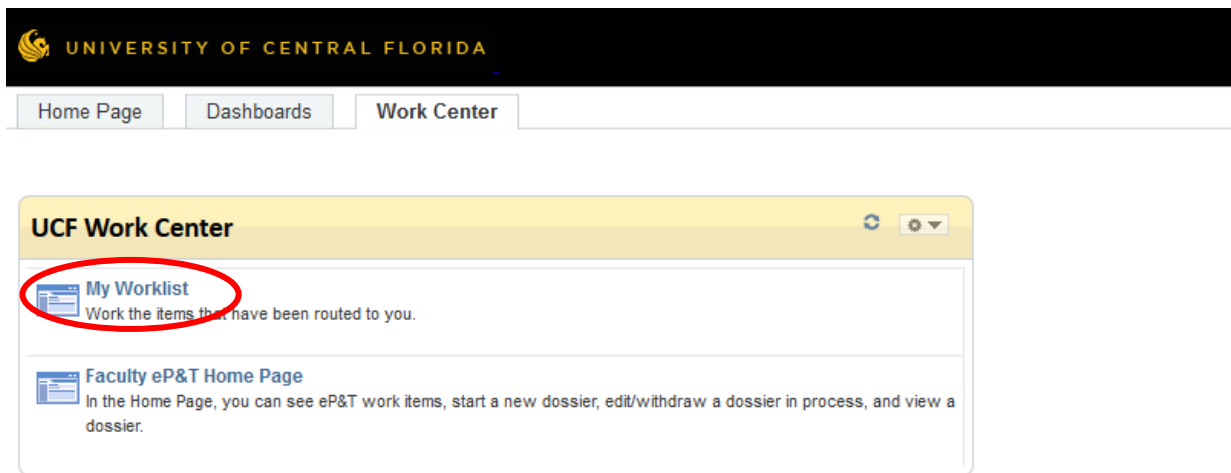 UNIVERSITY OF CENTRAL FLORIDA
Home Page Dashboards Work Center
UCF Work Center
My Worklist
Work the items that have been routed to you.
Faculty eP&T Home Page
In the Home Page, you can see eP&T work items, start a new dossier, edit/withdraw a dossier in process, and view a
dossier.